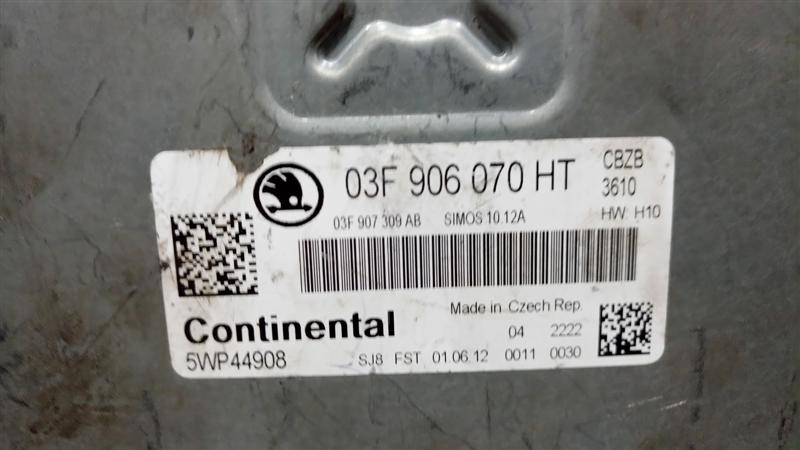 03F 906 070 HT
CBZB
3610
03F 907 309 AB SIMOS 10.12A
HW: H10
Made in Czech Rep.
Continental
04 2222
5WP44908
SJ8 FST 01.06.12 0011 0030